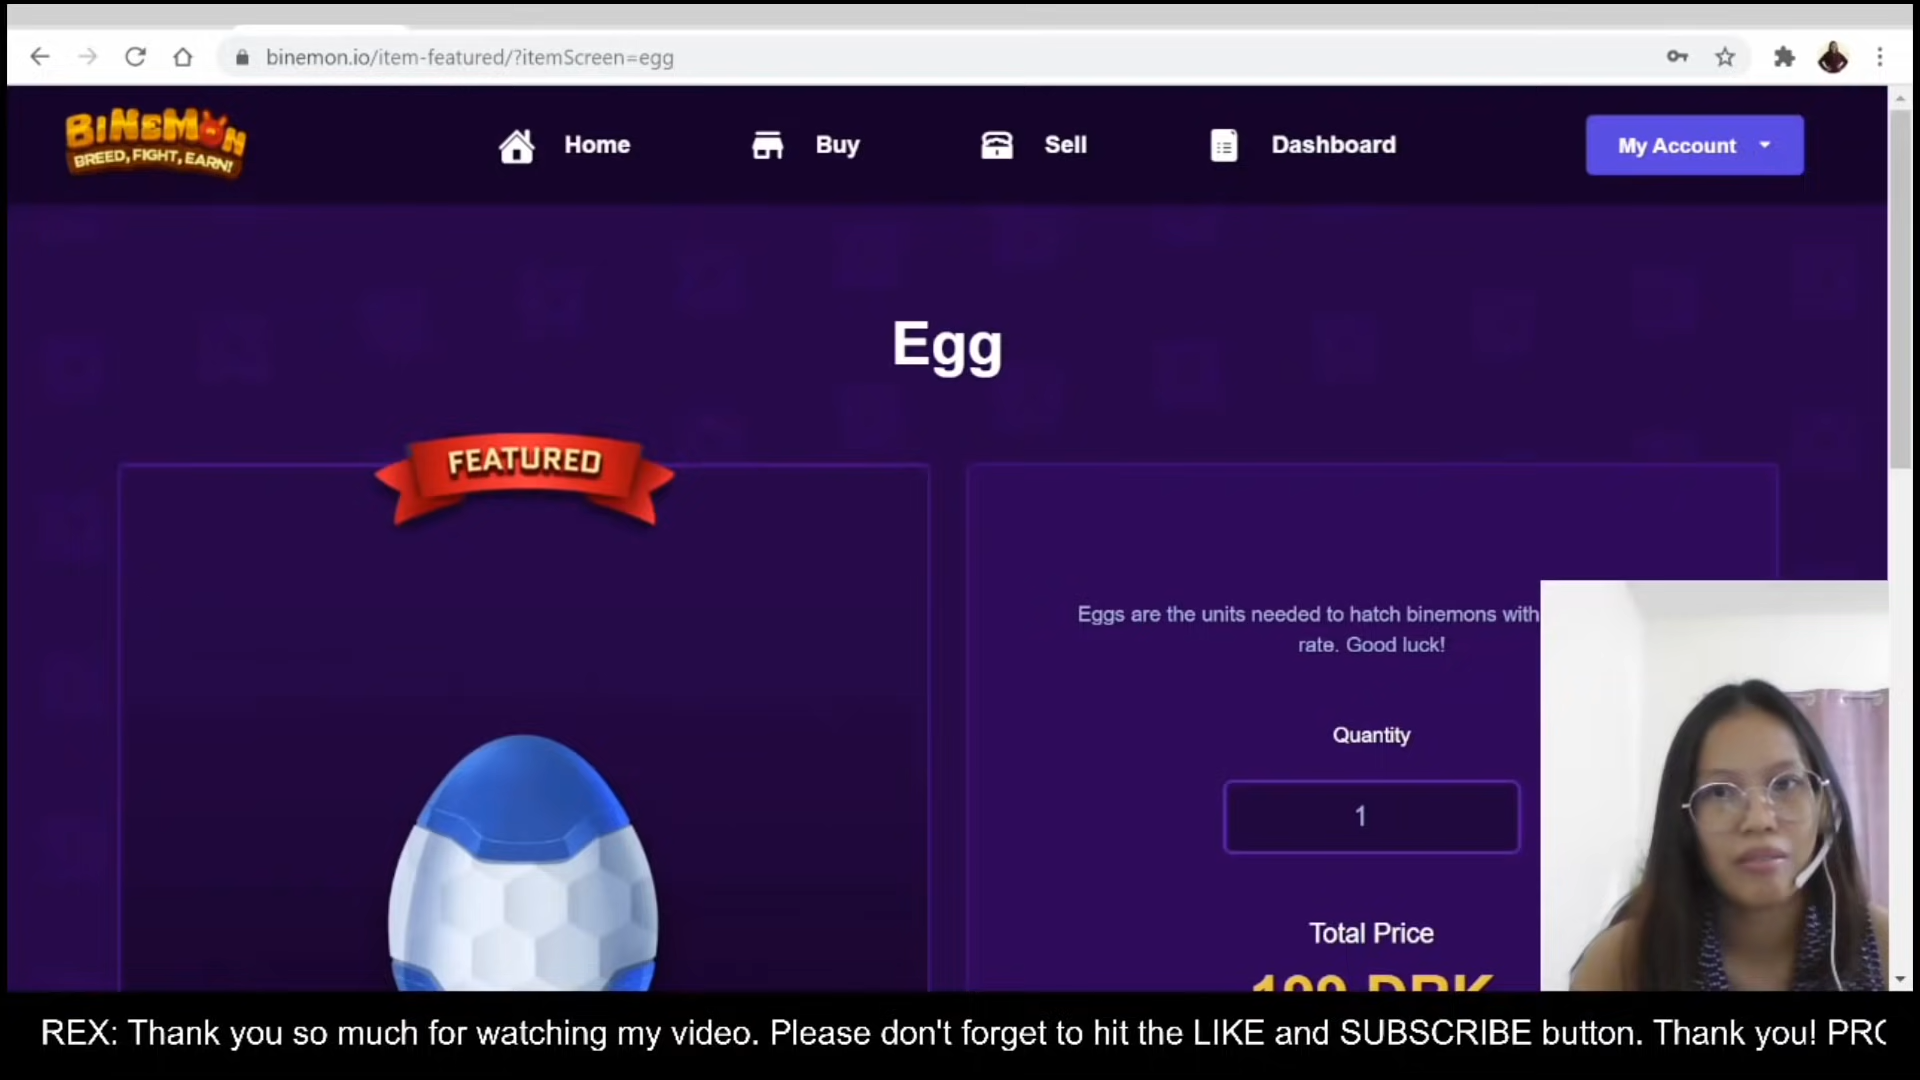 binemon.io/item-featured/?itemScreen=egg
BINEMON
BREED, FIGHT, EARN!
Home
Buy
Sell
Dashboard
My Account
Egg
FEATURED
Eggs are the units needed to hatch binemons with
rate. Good luck!
Quantity
1
Total Price
REX: Thank you so much for watching my video. Please don't forget to hit the LIKE and SUBSCRIBE button. Thank you! PRO